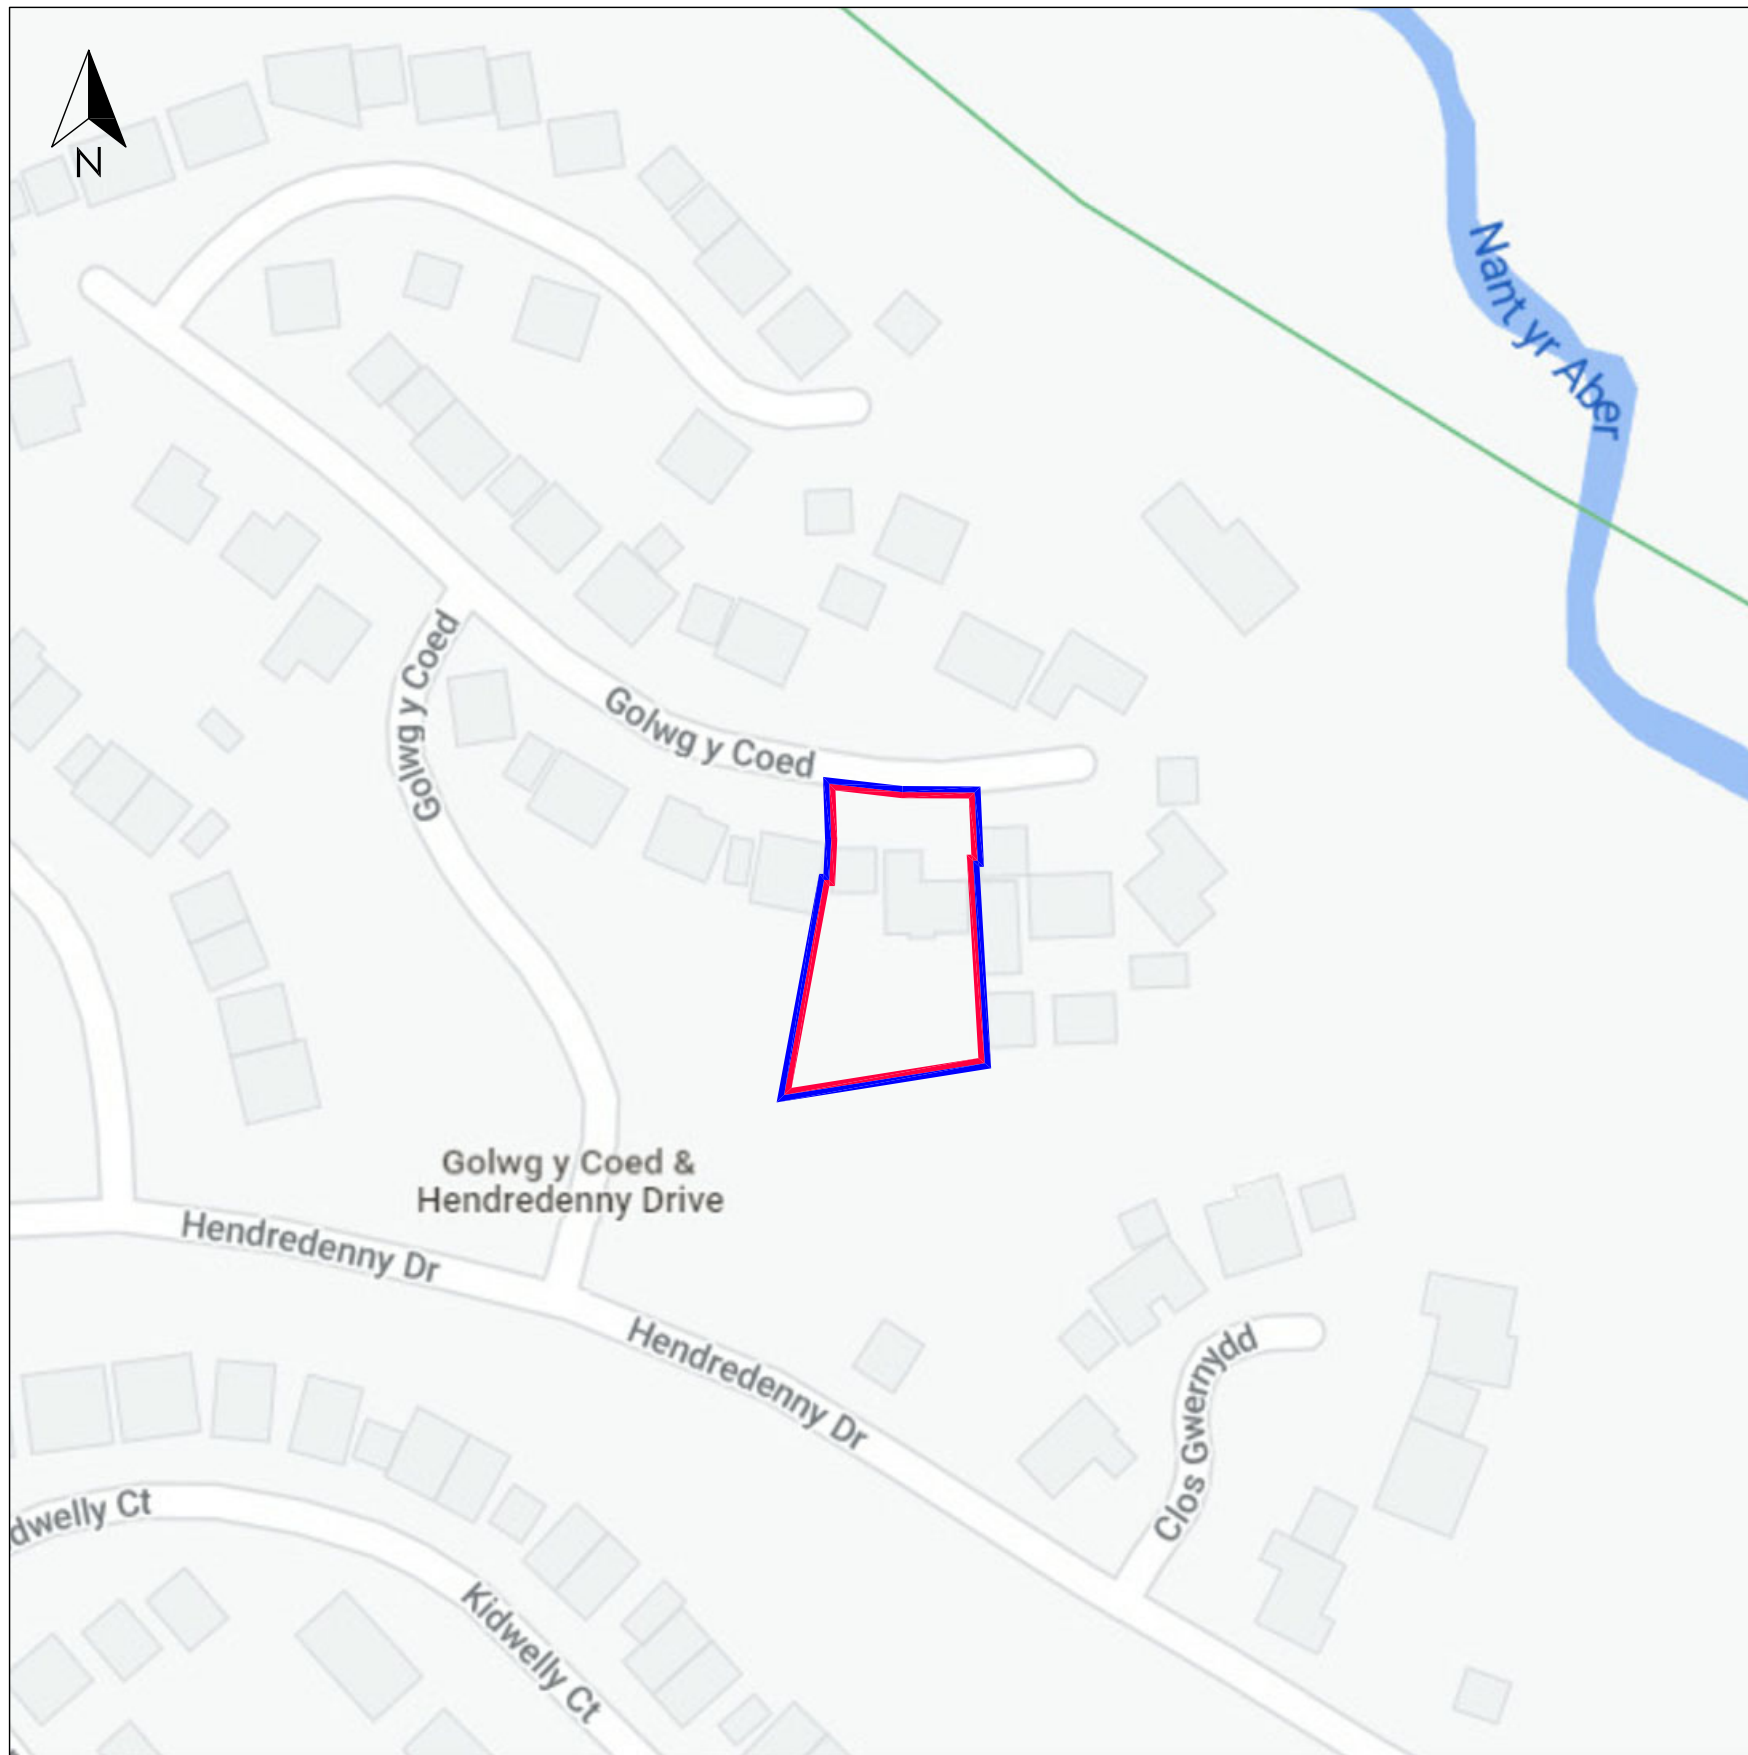 N
Nant yr Aber
Golwg y Coed
Golwg y Coed
Golwg y Coed &
Hendredenny Drive
Hendredenny Dr
Hendredenny Dr
Clos Gwernydd
dwelly Ct
Kidwelly Ct